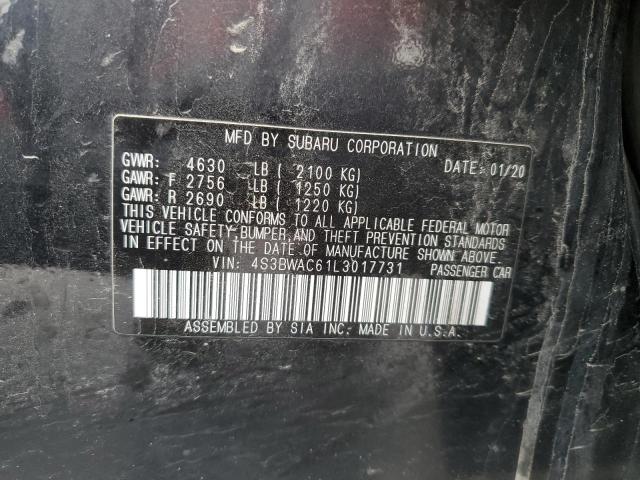 MFD BY SUBARU CORPORATION
GVWR: 4630 LB ( 2100 KG) DATE: 01/20
GAWR: F 2756 LB ( 1250 KG)
GAWR: R 2690 LB ( 1220 KG)
THIS VEHICLE CONFORMS TO ALL APPLICABLE FEDERAL MOTOR
VEHICLE SAFETY, BUMPER, AND THEFT PREVENTION STANDARDS
IN EFFECT ON THE DATE OF MANUFACTURE SHOWN ABOVE.
VIN: 4S3BWAC61L3017731 PASSENGER CAR
ASSEMBLED BY SIA INC. MADE IN U.S.A.